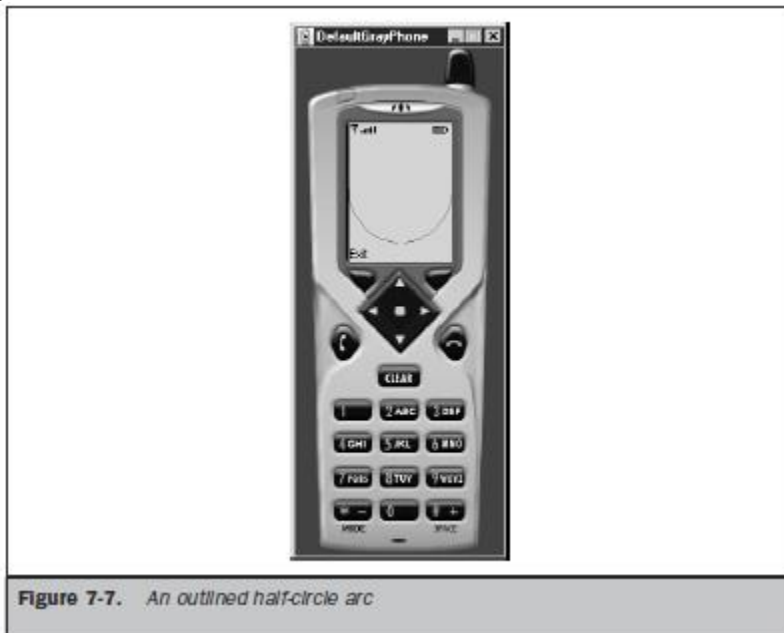 DefaultGrayPhone
Exit
CLEAR
1 2 ABC 3 DEF
4 GHI 5 JKL 6 MNO
7 PQRS 8 TUV 9 WXYZ
* - 0 # +
MODE SPACE
Figure 7-7. An outlined half-circle arc